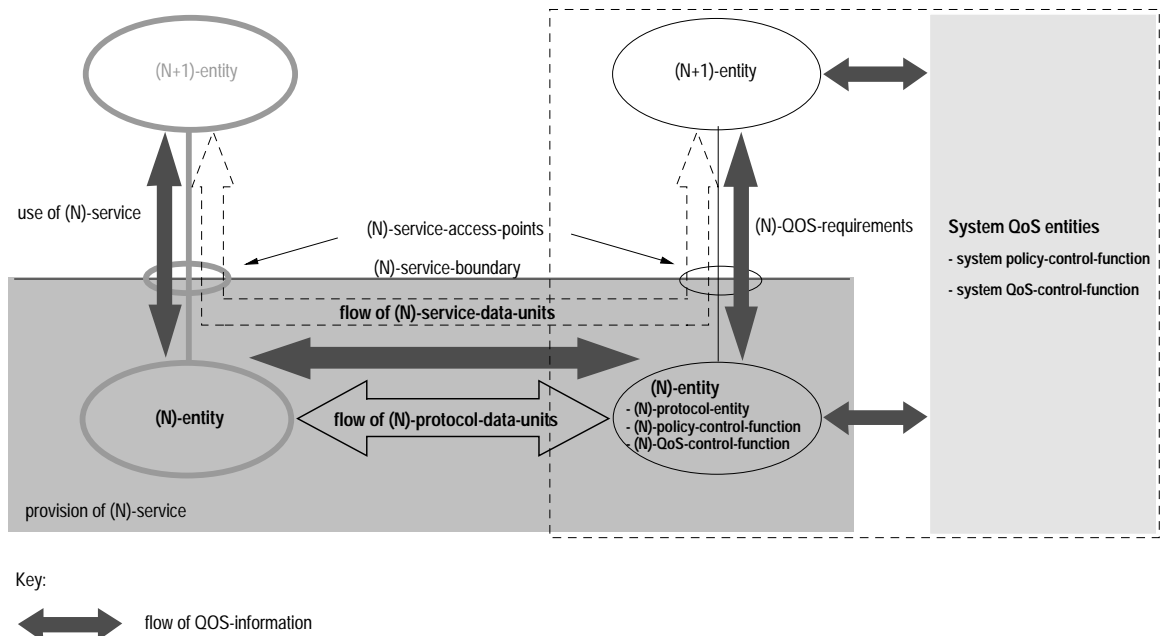 (N+1)-entity
(N+1)-entity
use of (N)-service
(N)-service-access-points
(N)-QOS-requirements
System QoS entities
- system policy-control-function
- system QoS-control-function
(N)-service-boundary
flow of (N)-service-data-units
(N)-entity
flow of (N)-protocol-data-units
(N)-entity
- (N)-protocol-entity
- (N)-policy-control-function
- (N)-QoS-control-function
provision of (N)-service
Key:
flow of QOS-information